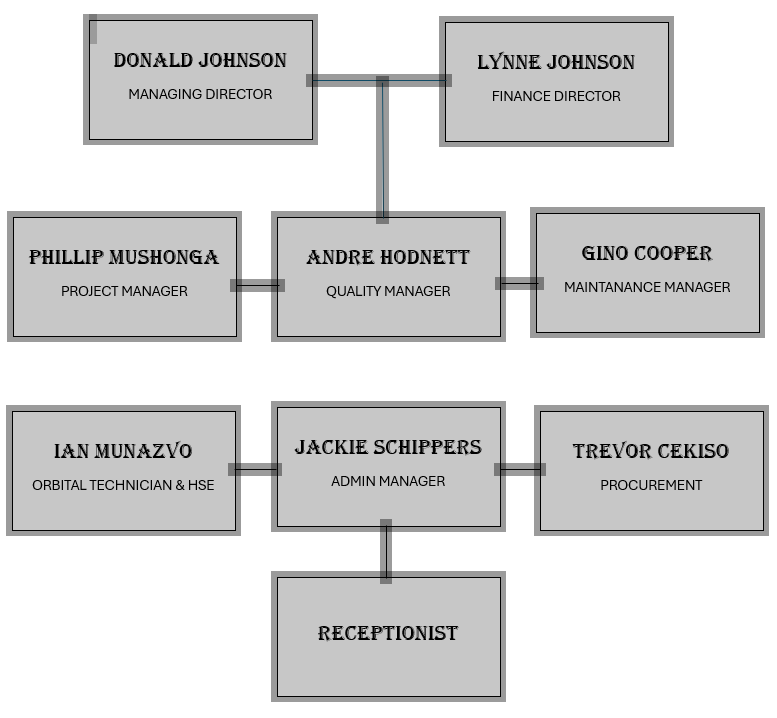 DONALD JOHNSON
MANAGING DIRECTOR
LYNNE JOHNSON
FINANCE DIRECTOR
PHILLIP MUSHONGA
PROJECT MANAGER
ANDRE HODNETT
QUALITY MANAGER
GINO COOPER
MAINTANANCE MANAGER
IAN MUNAZVO
ORBITAL TECHNICIAN & HSE
JACKIE SCHIPPERS
ADMIN MANAGER
TREVOR CEKISO
PROCUREMENT
RECEPTIONIST